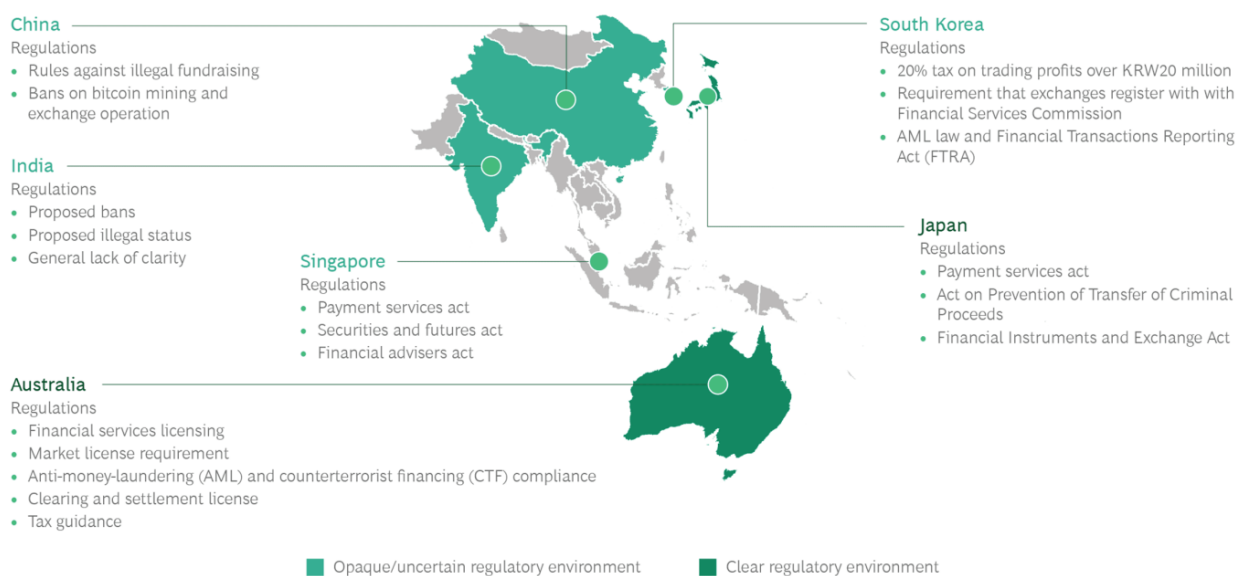 China
Regulations
• Rules against illegal fundraising
• Bans on bitcoin mining and
exchange operation
India
Regulations
• Proposed bans
• Proposed illegal status
• General lack of clarity
Singapore
Regulations
• Payment services act
• Securities and futures act
• Financial advisers act
Australia
Regulations
• Financial services licensing
• Market license requirement
• Anti-money-laundering (AML) and counterterrorist financing (CTF) compliance
• Clearing and settlement license
• Tax guidance
South Korea
Regulations
• 20% tax on trading profits over KRW20 million
• Requirement that exchanges register with with
Financial Services Commission
• AML law and Financial Transactions Reporting
Act (FTRA)
Japan
Regulations
• Payment services act
• Act on Prevention of Transfer of Criminal
Proceeds
• Financial Instruments and Exchange Act
Opaque/uncertain regulatory environment
Clear regulatory environment